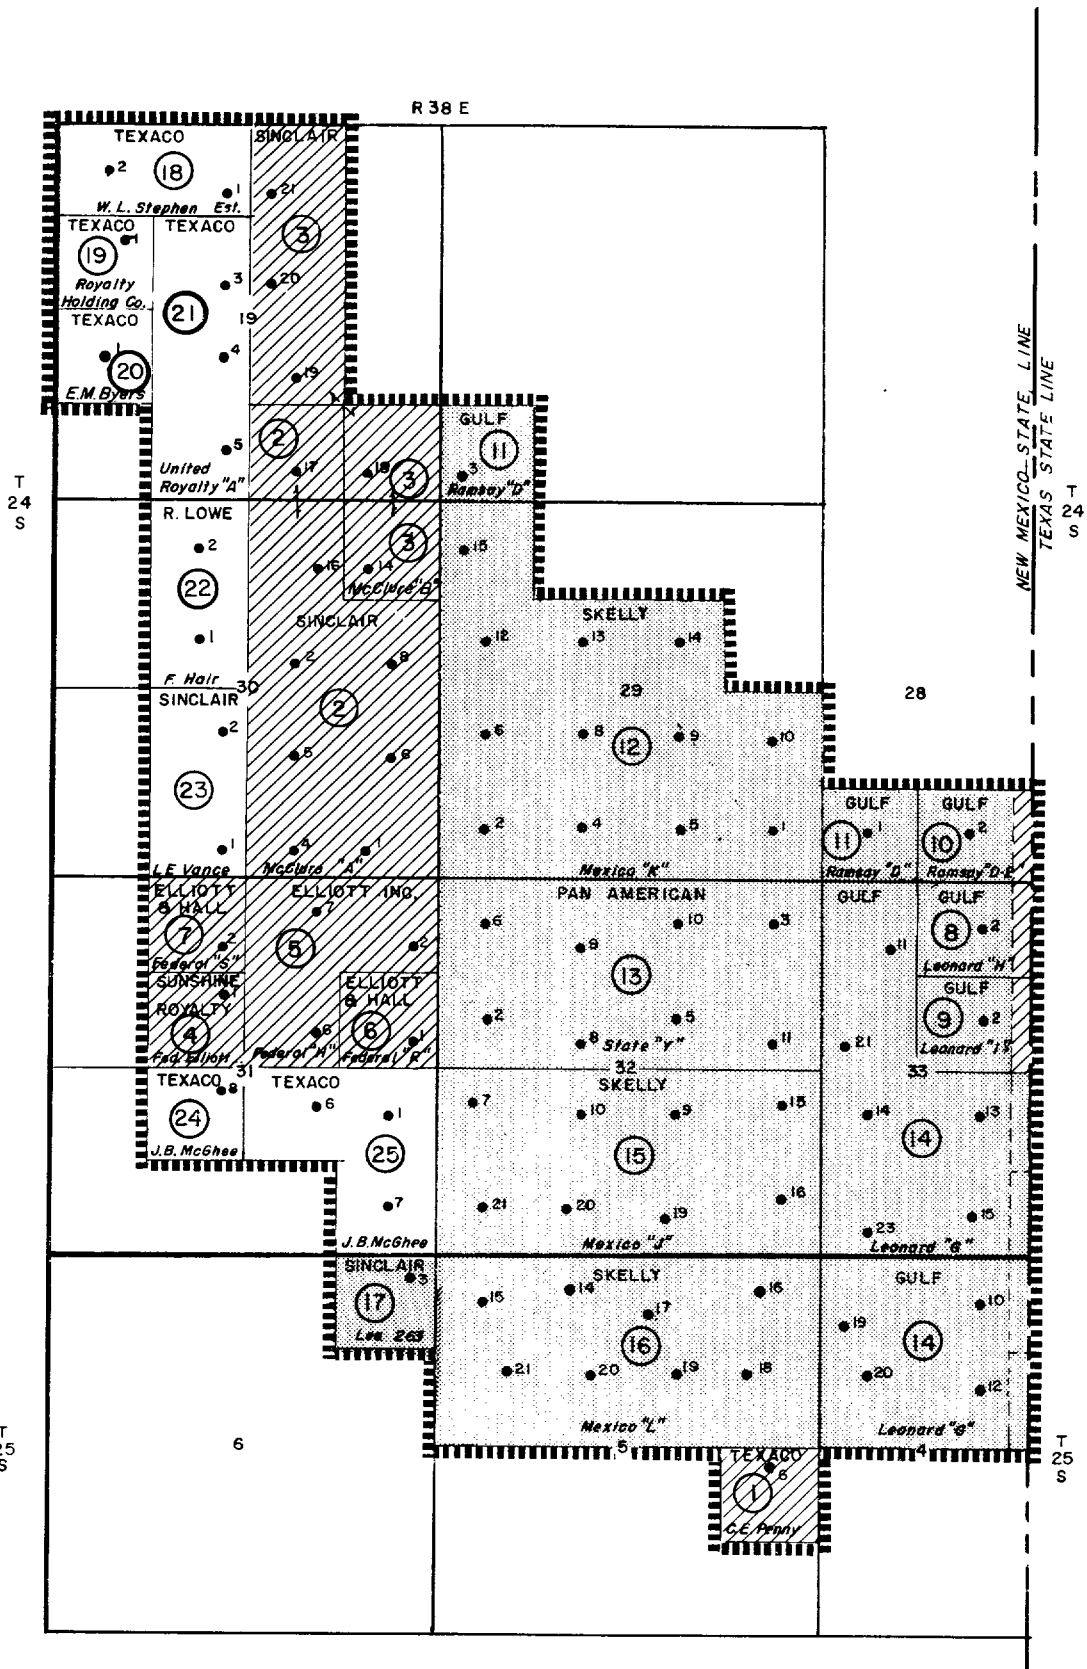 R 38 E
TEXACO
SINCLAIR
2
18
1
21
W. L. Stephen Est.
TEXACO
TEXACO
3
1
19
Royalty
Holding Co.
3
20
21
19
TEXACO
1
20
4
19
E.M. Byers
2
5
17
United
Royalty "A"
18
3
GULF
11
3
Ramsay "D"
T
24
S
T
24
S
NEW MEXICO STATE LINE
TEXAS STATE LINE
R. LOWE
2
22
1
F. Hair
16
14
3
McClure "B"
15
SINCLAIR
2
8
30
2
5
6
4
1
McClure "A"
SINCLAIR
2
23
1
L.E. Vance
SKELLY
12
13
14
29
6
8
9
10
12
2
4
5
1
Mexico "K"
28
GULF
11
1
Ramsay "D"
GULF
10
2
Ramsay "D-E"
ELLIOTT
& HALL
7
2
Federal "S"
ELLIOTT INC.
7
5
2
6
Federal "H"
SUNSHINE
1
ROYALTY
4
Fed. Elliott
ELLIOTT
& HALL
6
1
Federal "R"
31
PAN AMERICAN
6
10
3
9
13
2
5
8
State "Y"
11
32
GULF
11
21
GULF
8
2
Leonard "H"
GULF
9
2
33
TEXACO
8
24
J.B. McGhee
TEXACO
6
1
25
7
J.B. McGhee
SKELLY
7
10
9
15
15
21
20
19
16
Mexico "J"
14
13
14
23
15
Leonard "G"
SINCLAIR
3
17
Lea 263
SKELLY
15
14
17
16
16
21
20
19
18
Mexico "L"
5
GULF
10
19
14
20
12
Leonard "G"
4
6
T
25
S
T
25
S
TEXACO
6
1
C.E. Penny